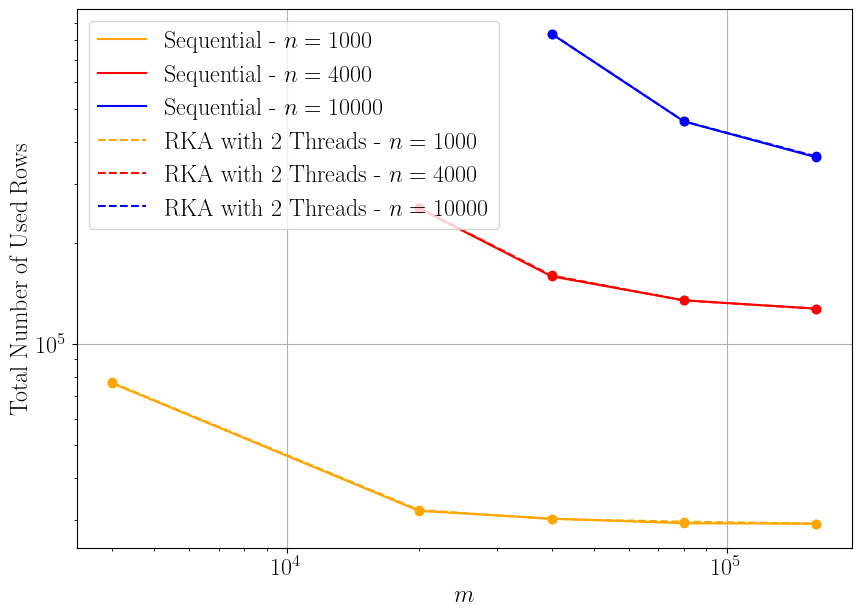 Sequential - n = 1000
Sequential - n = 4000
Sequential - n = 10000
RKA with 2 Threads - n = 1000
RKA with 2 Threads - n = 4000
RKA with 2 Threads - n = 10000
Total Number of Used Rows
10^5
10^4 10^5
m